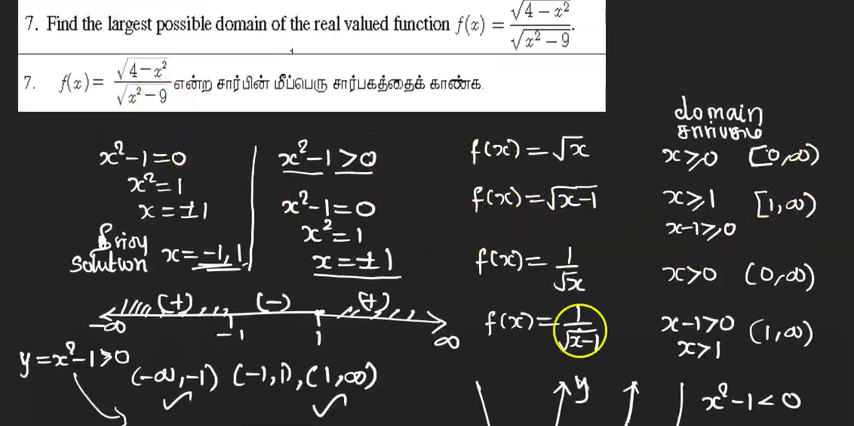 7. Find the largest possible domain of the real valued function f(x) = √(4 − x²) / √(x² − 9).
7. f(x) = √(4−x²) / √(x² − 9) என்ற சார்பின் மீப்பெரு சார்பகத்தைக் காண்க.
x²-1=0
x²=1
x=±1
solution x=-1,1
x²-1>0
x²-1=0
x²=1
x=±1
f(x)=√x
f(x)=√(x-1)
f(x)=1/√x
f(x)=1/√(x-1)
domain
சார்பகம்
x≥0 [0,∞)
x≥1 [1,∞)
x-1≥0
x>0 (0,∞)
x-1>0 (1,∞)
x>1
(+) (-) (+)
-∞ -1 1 ∞
y=x²-1>0
(-∞,-1) (-1,1), (1,∞)
y
x²-1<0